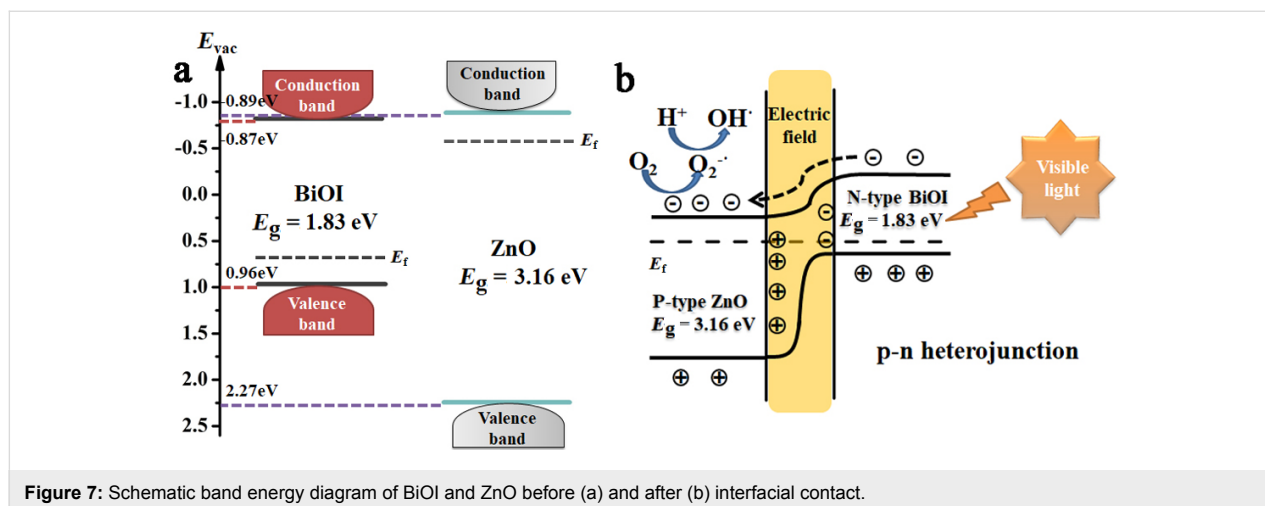 a
E_vac
-1.0
-0.5
0.0
0.5
1.0
1.5
2.0
2.5
-0.89eV
-0.87eV
0.96eV
2.27eV
Conduction
band
BiOI
E_g = 1.83 eV
E_f
Valence
band
Conduction
band
E_f
ZnO
E_g = 3.16 eV
Valence
band
b
H⁺ OH·
O₂ O₂⁻·
Electric
field
N-type BiOI
E_g = 1.83 eV
Visible
light
E_f
P-type ZnO
E_g = 3.16 eV
p-n heterojunction
Figure 7: Schematic band energy diagram of BiOI and ZnO before (a) and after (b) interfacial contact.